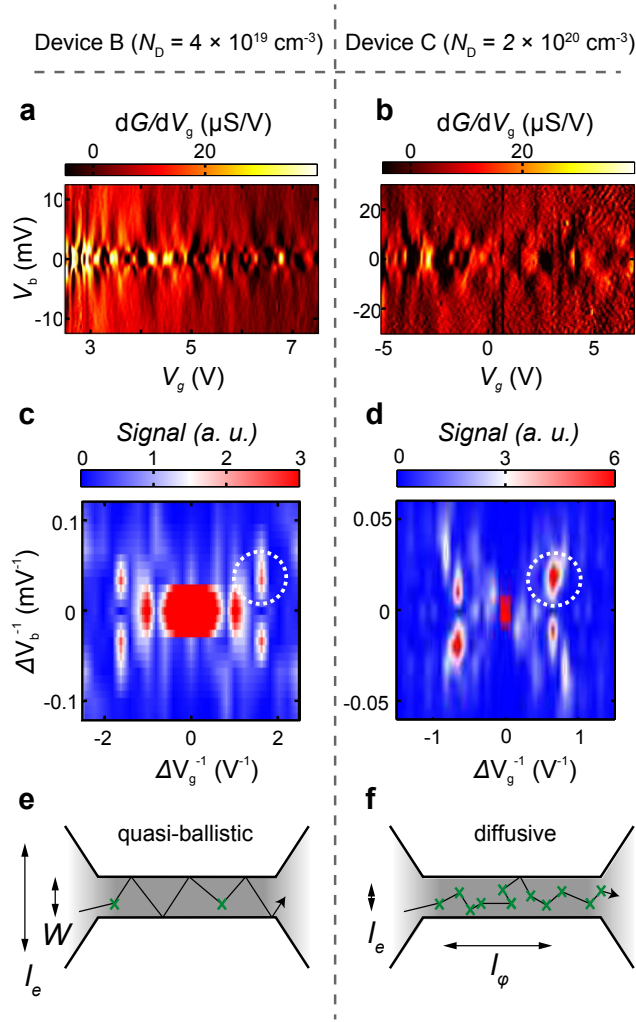 Device B (N_D = 4 × 10^19 cm^-3) Device C (N_D = 2 × 10^20 cm^-3)
a b
dG/dV_g (µS/V) dG/dV_g (µS/V)
0 20 0 20
V_b (mV)
10 0 -10
20 0 -20
3 5 7
-5 0 5
V_g (V) V_g (V)
c d
Signal (a. u.) Signal (a. u.)
0 1 2 3 0 3 6
ΔV_b^-1 (mV^-1)
0.1 0 -0.1
0.05 0 -0.05
-2 0 2
-1 0 1
ΔV_g^-1 (V^-1) ΔV_g^-1 (V^-1)
e f
quasi-ballistic diffusive
W
l_e
l_e
l_φ